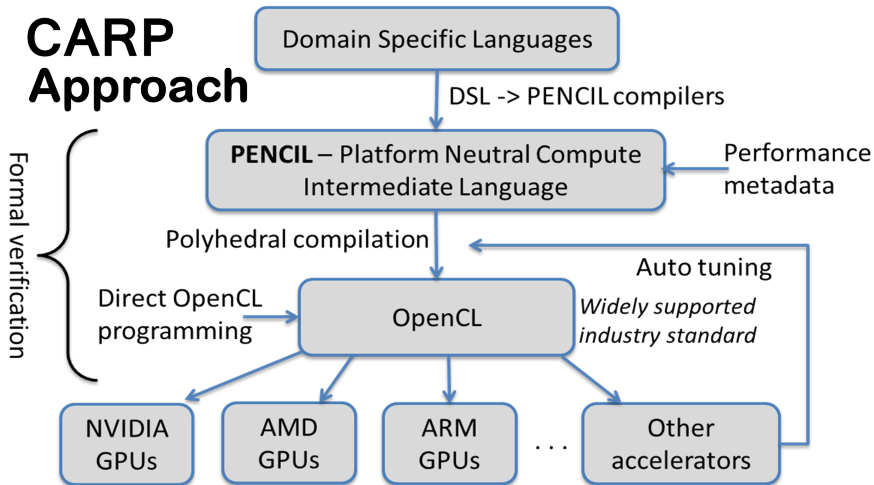 CARP
Approach
Domain Specific Languages
DSL -> PENCIL compilers
PENCIL – Platform Neutral Compute
Intermediate Language
Performance
metadata
Formal verification
Polyhedral compilation
Auto tuning
Direct OpenCL
programming
OpenCL
Widely supported
industry standard
NVIDIA
GPUs
AMD
GPUs
ARM
GPUs
. . .
Other
accelerators